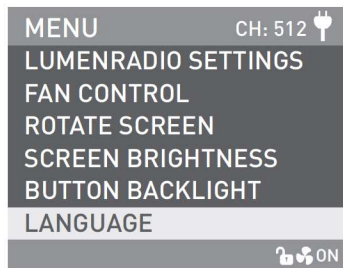 MENU CH: 512
LUMENRADIO SETTINGS
FAN CONTROL
ROTATE SCREEN
SCREEN BRIGHTNESS
BUTTON BACKLIGHT
LANGUAGE
ON